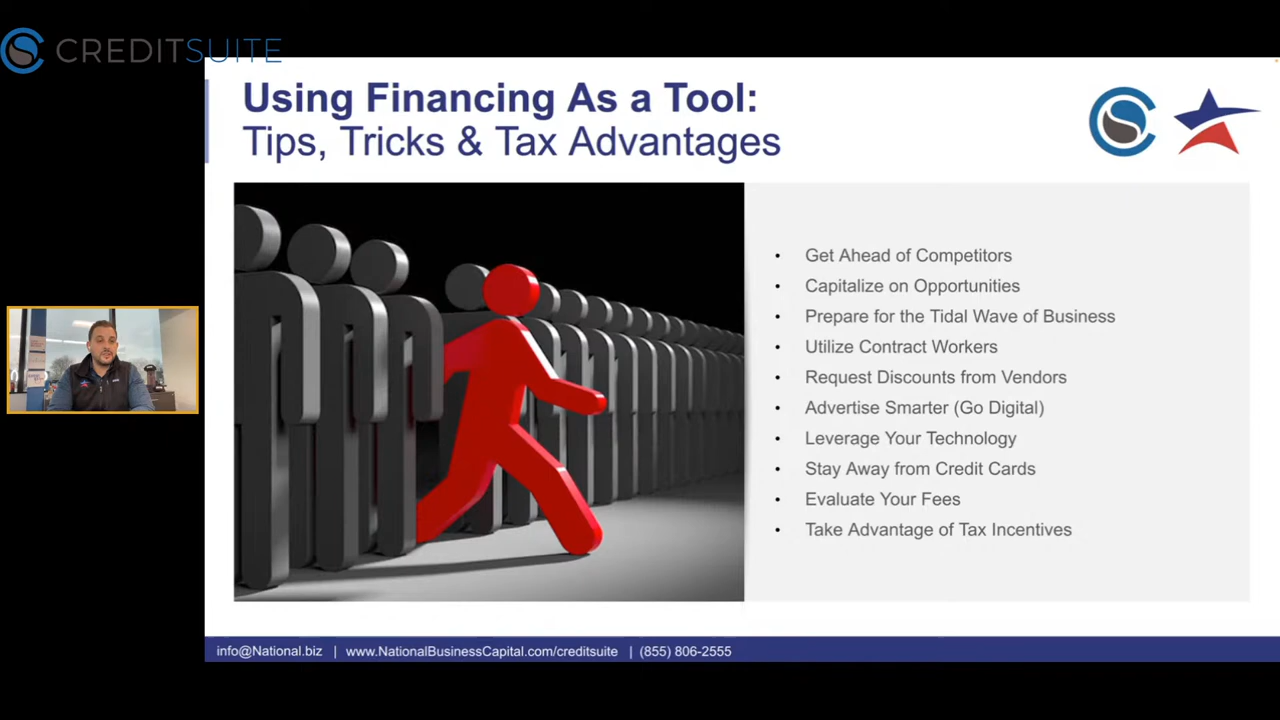 CREDITSUITE
Using Financing As a Tool:
Tips, Tricks & Tax Advantages
• Get Ahead of Competitors
• Capitalize on Opportunities
• Prepare for the Tidal Wave of Business
• Utilize Contract Workers
• Request Discounts from Vendors
• Advertise Smarter (Go Digital)
• Leverage Your Technology
• Stay Away from Credit Cards
• Evaluate Your Fees
• Take Advantage of Tax Incentives
info@National.biz | www.NationalBusinessCapital.com/creditsuite | (855) 806-2555